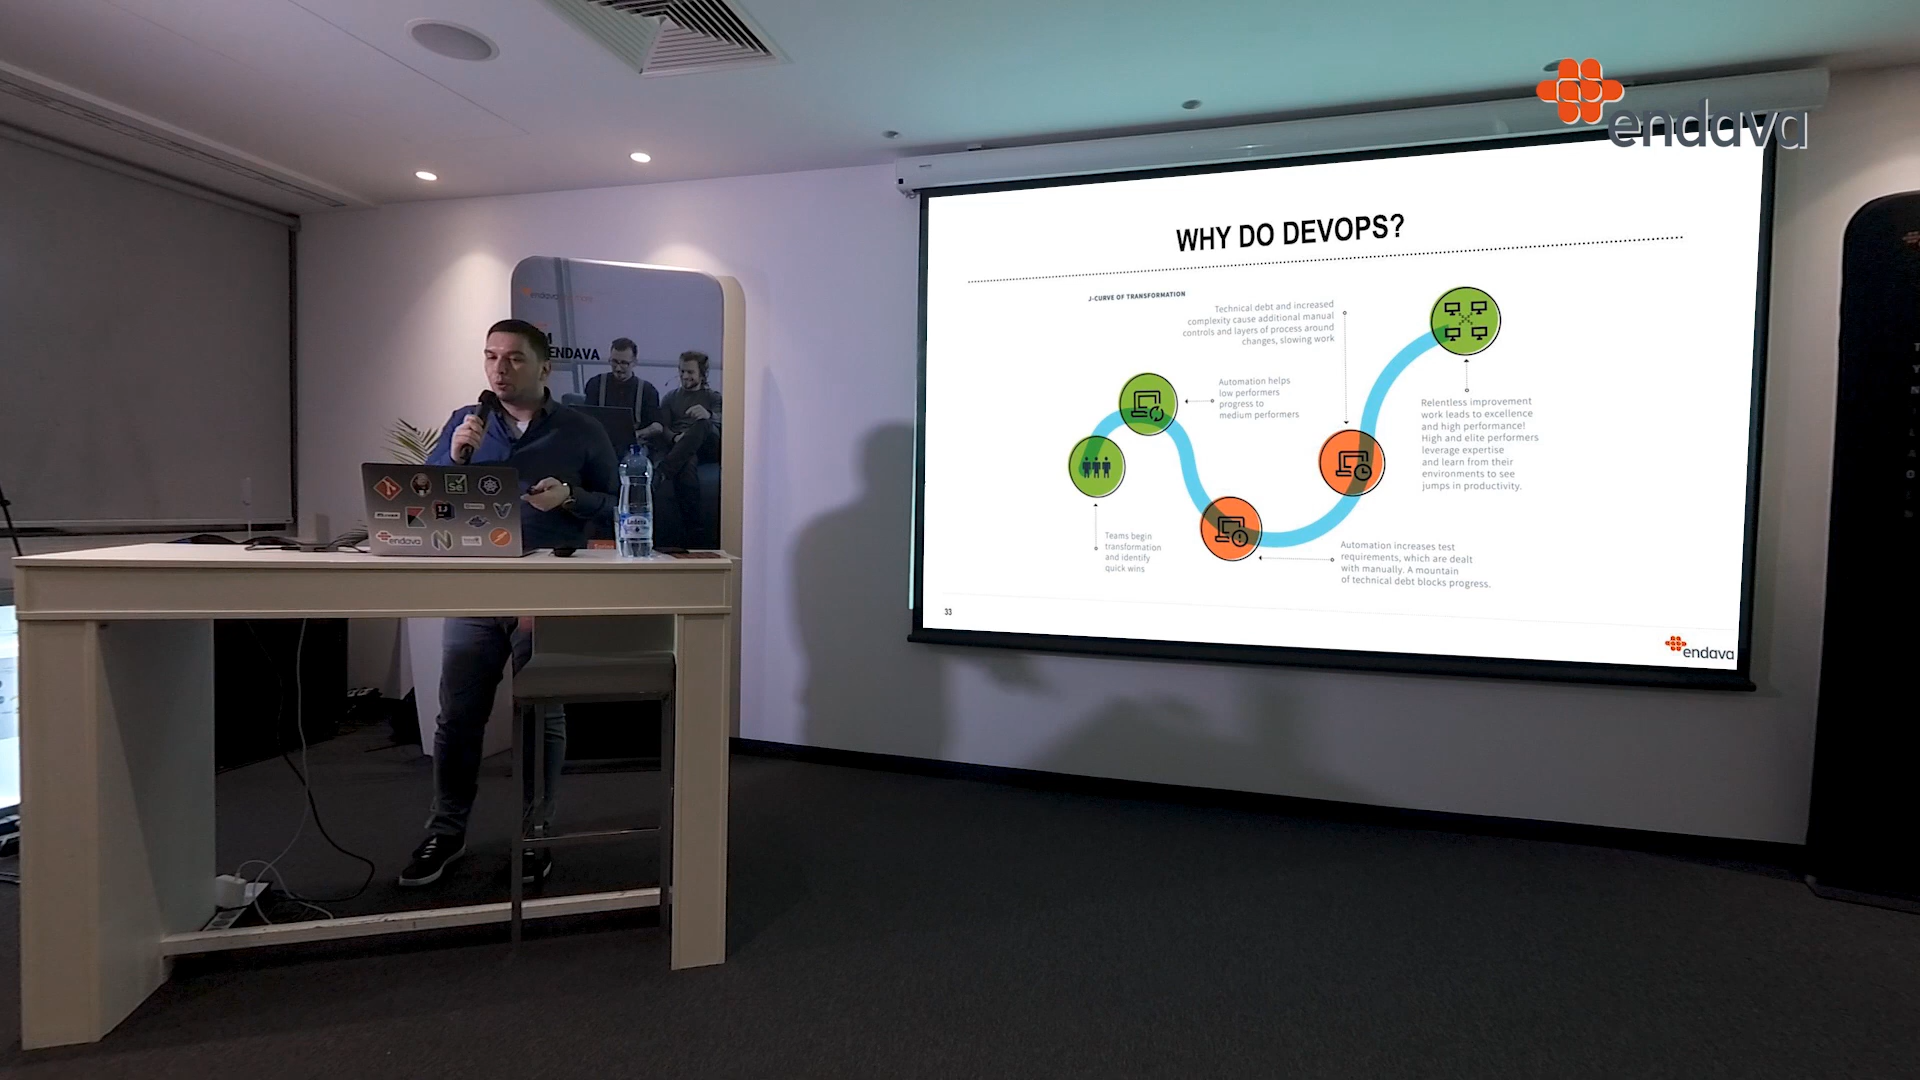 endava
WHY DO DEVOPS?
J-CURVE OF TRANSFORMATION
Technical debt and increased
complexity cause additional manual
controls and layers of process around
changes, slowing work
Automation helps
low performers
progress to
medium performers
Relentless improvement
work leads to excellence
and high performance!
High and elite performers
leverage expertise
and learn from their
environments to see
jumps in productivity.
Teams begin
transformation
and identify
quick wins
Automation increases test
requirements, which are dealt
with manually. A mountain
of technical debt blocks progress.
33
endava
endava
ENDAVA
Se
IJ
endava
N